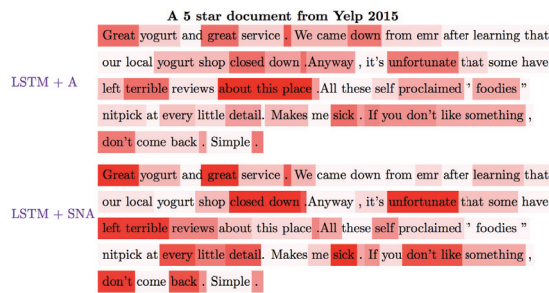 A 5 star document from Yelp 2015
Great yogurt and great service . We came down from emr after learning that
our local yogurt shop closed down .Anyway , it's unfortunate that some have
LSTM + A
left terrible reviews about this place .All these self proclaimed ' foodies "
nitpick at every little detail. Makes me sick . If you don't like something ,
don't come back . Simple .
Great yogurt and great service . We came down from emr after learning that
our local yogurt shop closed down .Anyway , it's unfortunate that some have
LSTM + SNA
left terrible reviews about this place .All these self proclaimed " foodies "
nitpick at every little detail. Makes me sick . If you don't like something ,
don't come back . Simple .